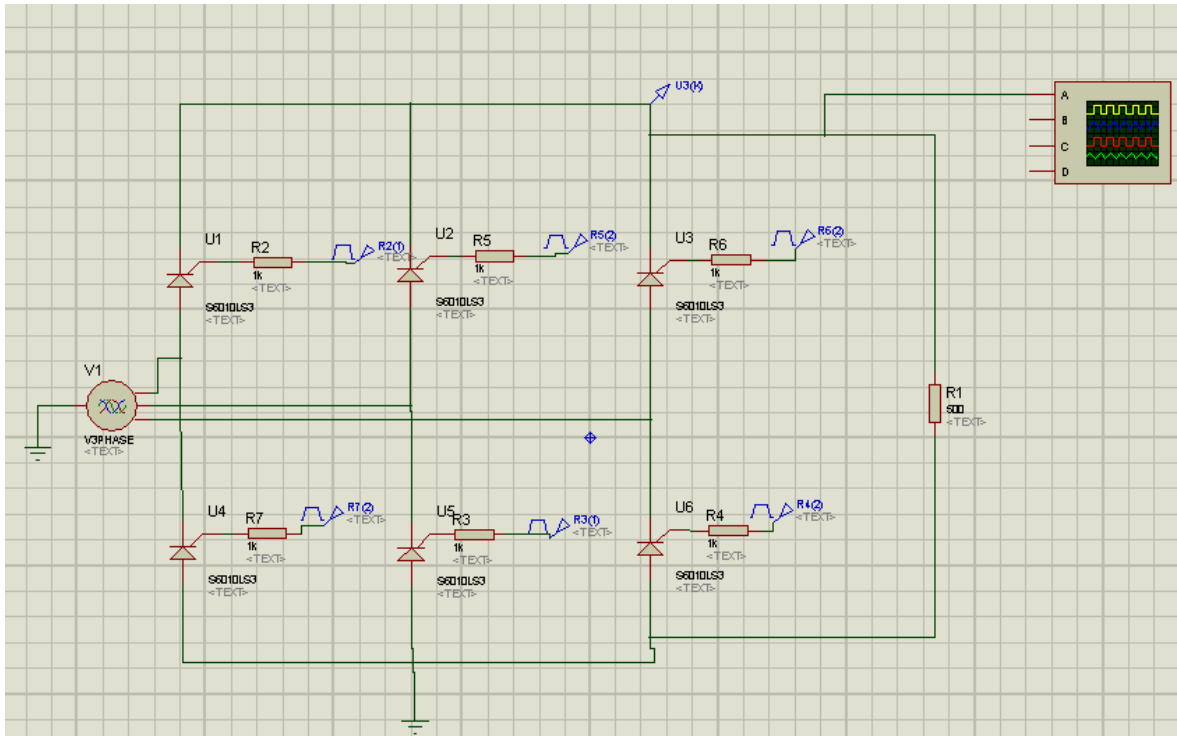 U3(K)
A
B
C
D
U1
R2
1k
<TEXT>
R2(1)
<TEXT>
S6010LS3
<TEXT>
U2
R5
1k
<TEXT>
R5(2)
<TEXT>
S6010LS3
<TEXT>
U3
R6
1k
<TEXT>
R6(2)
<TEXT>
S6010LS3
<TEXT>
V1
V3PHASE
<TEXT>
R1
500
<TEXT>
U4
R7
1k
<TEXT>
R7(2)
<TEXT>
S6010LS3
<TEXT>
U5
R3
1k
<TEXT>
R3(1)
<TEXT>
S6010LS3
<TEXT>
U6
R4
1k
<TEXT>
R4(2)
<TEXT>
S6010LS3
<TEXT>